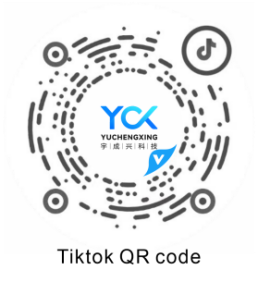 YCX
YUCHENGXING
宇|成|兴|科|技
Tiktok QR code